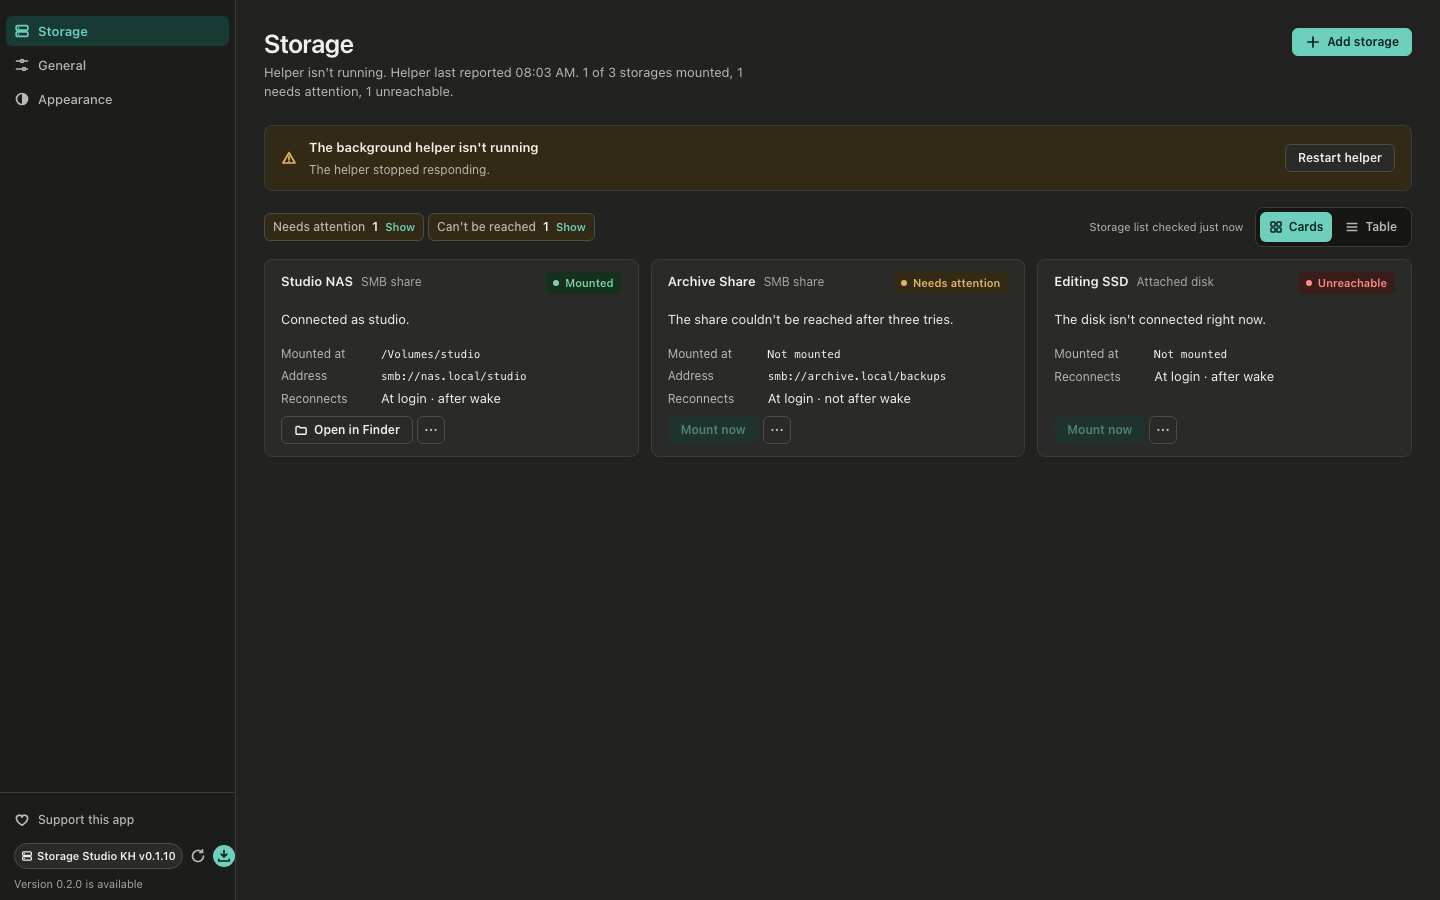 Storage
General
Appearance
Support this app
Storage Studio KH v0.1.10
Version 0.2.0 is available
Storage
Add storage
Helper isn't running. Helper last reported 08:03 AM. 1 of 3 storages mounted, 1
needs attention, 1 unreachable.
The background helper isn't running
The helper stopped responding.
Restart helper
Needs attention 1 Show
Can't be reached 1 Show
Storage list checked just now
Cards
Table
Studio NAS SMB share
Mounted
Connected as studio.
Mounted at /Volumes/studio
Address smb://nas.local/studio
Reconnects At login · after wake
Open in Finder
Archive Share SMB share
Needs attention
The share couldn't be reached after three tries.
Mounted at Not mounted
Address smb://archive.local/backups
Reconnects At login · not after wake
Mount now
Editing SSD Attached disk
Unreachable
The disk isn't connected right now.
Mounted at Not mounted
Reconnects At login · after wake
Mount now